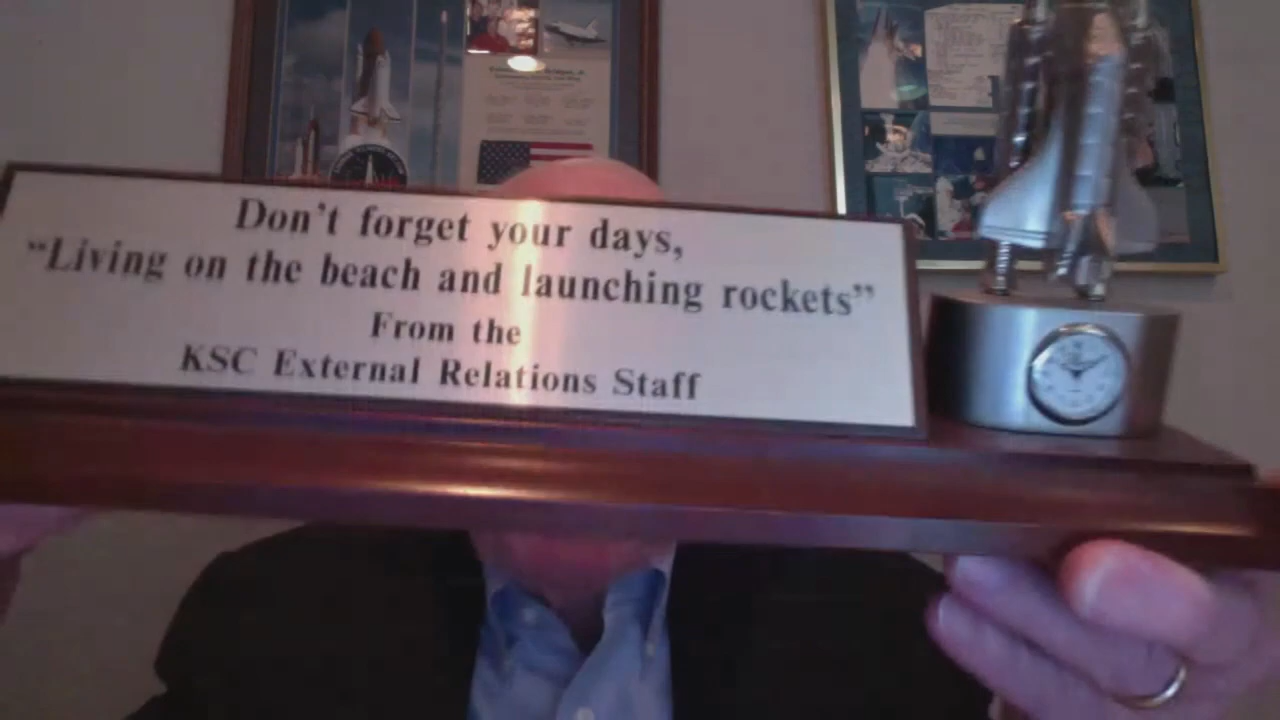 Don't forget your days,
"Living on the beach and launching rockets"
From the
KSC External Relations Staff